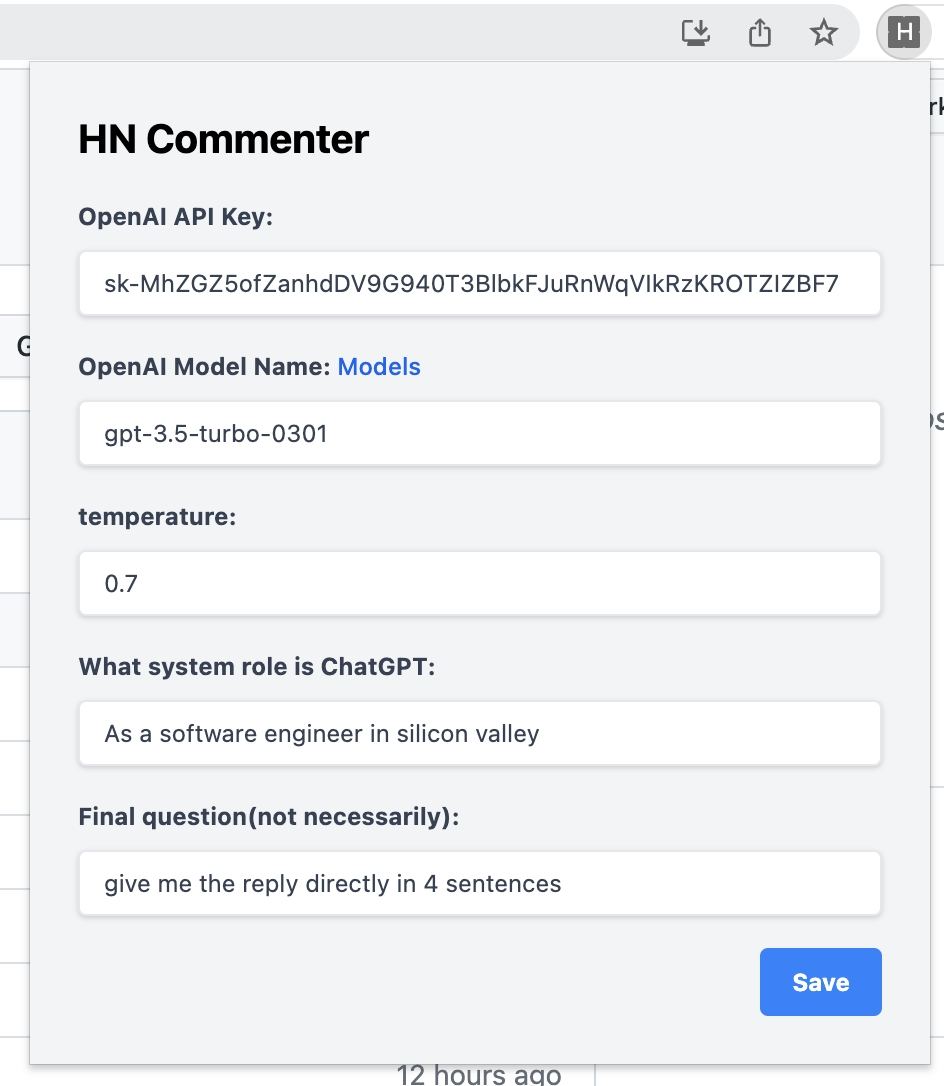 H
HN Commenter
OpenAI API Key:
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
OpenAI Model Name: Models
gpt-3.5-turbo-0301
temperature:
0.7
What system role is ChatGPT:
As a software engineer in silicon valley
Final question(not necessarily):
give me the reply directly in 4 sentences
Save
12 hours ago